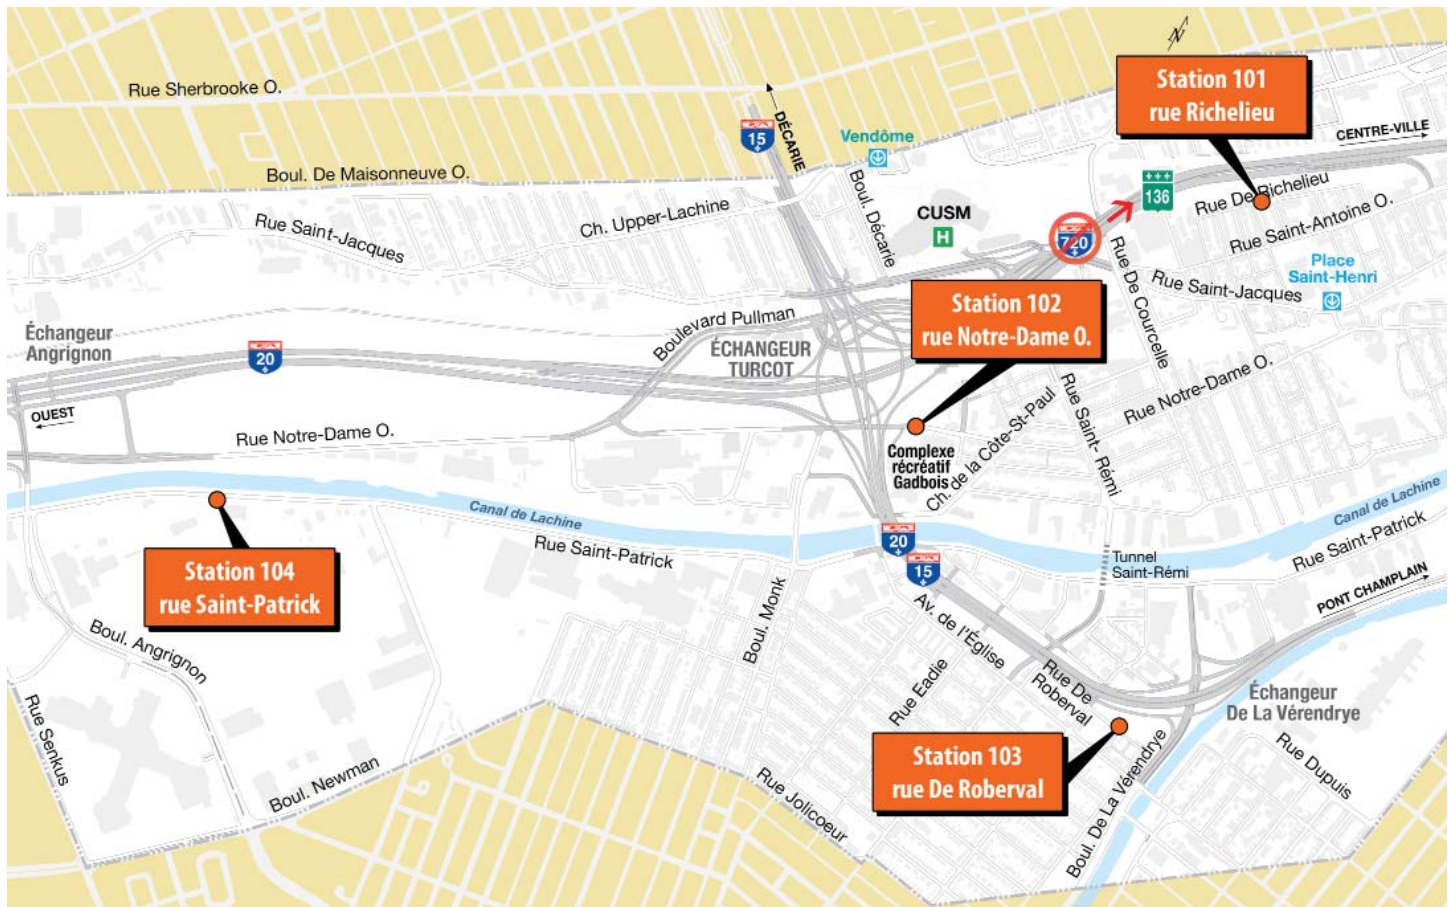 N
Station 101
rue Richelieu
Rue Sherbrooke O.
15
DÉCARIE
Vendôme
CENTRE-VILLE
Boul. De Maisonneuve O.
136
Rue De Richelieu
Rue Saint-Jacques
Ch. Upper-Lachine
Boul. Décarie
CUSM
H
720
Rue Saint-Antoine O.
Rue De Courcelle
Place
Saint-Henri
Rue Saint-Jacques
Station 102
rue Notre-Dame O.
Échangeur
Angrignon
20
Boulevard Pullman
ÉCHANGEUR
TURCOT
OUEST
Rue Notre-Dame O.
Rue Notre-Dame O.
Rue Saint- Rémi
Complexe
récréatif
Gadbois
Ch. de la Côte-St-Paul
Canal de Lachine
Canal de Lachine
Rue Saint-Patrick
Rue Saint-Patrick
20
15
Tunnel
Saint-Rémi
PONT CHAMPLAIN
Station 104
rue Saint-Patrick
Boul. Monk
Av. de l'Église
Boul. Angrignon
Rue Eadie
Rue De
Roberval
Échangeur
De La Vérendrye
Rue Senkus
Station 103
rue De Roberval
Boul. De La Vérendrye
Rue Dupuis
Boul. Newman
Rue Jolicoeur